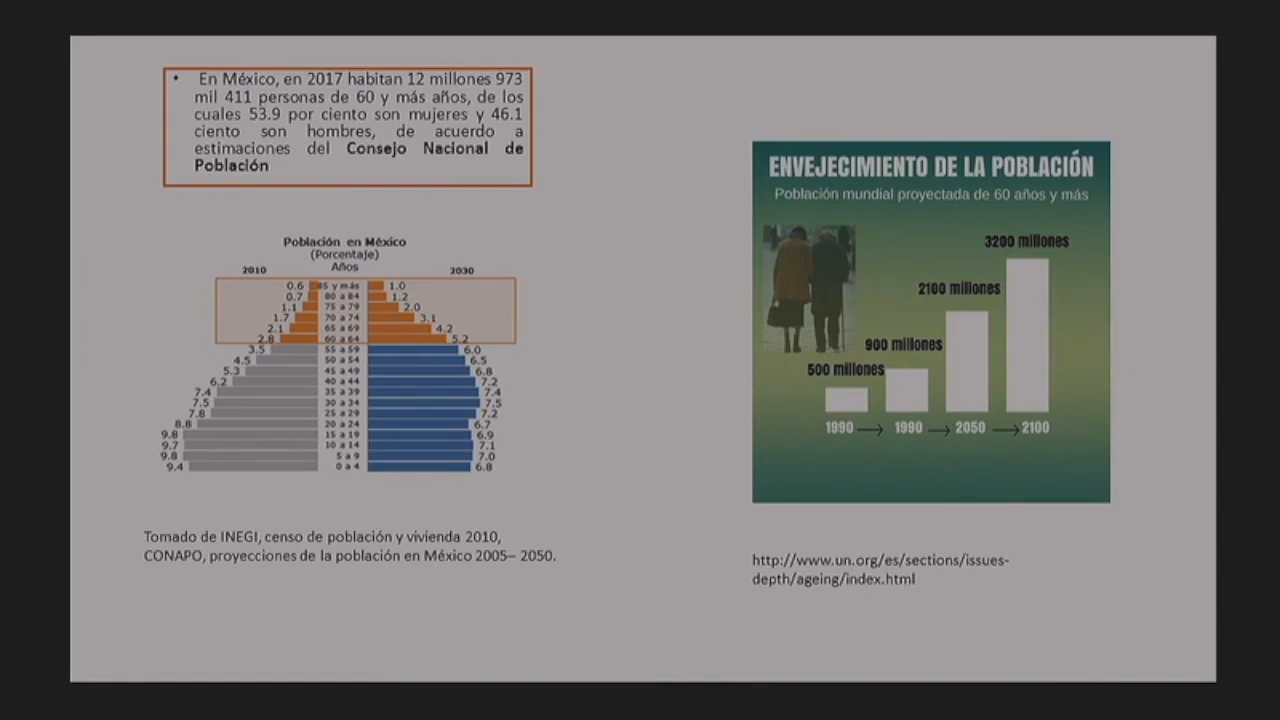 • En México, en 2017 habitan 12 millones 973
mil 411 personas de 60 y más años, de los
cuales 53.9 por ciento son mujeres y 46.1
ciento son hombres, de acuerdo a
estimaciones del Consejo Nacional de
Población
Población en México
(Porcentaje)
2010 Años 2030
0.6 85 y más 1.0
0.7 80 a 84 1.2
1.1 75 a 79 2.0
1.7 70 a 74 3.1
2.1 65 a 69 4.2
2.8 60 a 64 5.2
3.5 55 a 59 6.0
4.5 50 a 54 6.5
5.3 45 a 49 6.8
6.2 40 a 44 7.2
7.4 35 a 39 7.4
7.5 30 a 34 7.5
7.8 25 a 29 7.2
8.8 20 a 24 6.7
9.8 15 a 19 6.9
9.7 10 a 14 7.1
9.8 5 a 9 7.0
9.4 0 a 4 6.8
Tomado de INEGI, censo de población y vivienda 2010,
CONAPO, proyecciones de la población en México 2005– 2050.
ENVEJECIMIENTO DE LA POBLACIÓN
Población mundial proyectada de 60 años y más
3200 millones
2100 millones
900 millones
500 millones
1990 1990 2050 2100
http://www.un.org/es/sections/issues-
depth/ageing/index.html